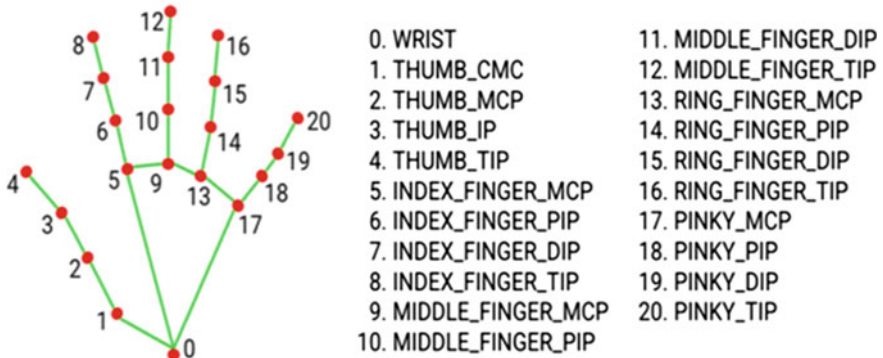 12
8
16
11
7
15
6
10
14
20
19
4
5
9
13
18
3
17
2
1
0
0. WRIST
1. THUMB_CMC
2. THUMB_MCP
3. THUMB_IP
4. THUMB_TIP
5. INDEX_FINGER_MCP
6. INDEX_FINGER_PIP
7. INDEX_FINGER_DIP
8. INDEX_FINGER_TIP
9. MIDDLE_FINGER_MCP
10. MIDDLE_FINGER_PIP
11. MIDDLE_FINGER_DIP
12. MIDDLE_FINGER_TIP
13. RING_FINGER_MCP
14. RING_FINGER_PIP
15. RING_FINGER_DIP
16. RING_FINGER_TIP
17. PINKY_MCP
18. PINKY_PIP
19. PINKY_DIP
20. PINKY_TIP